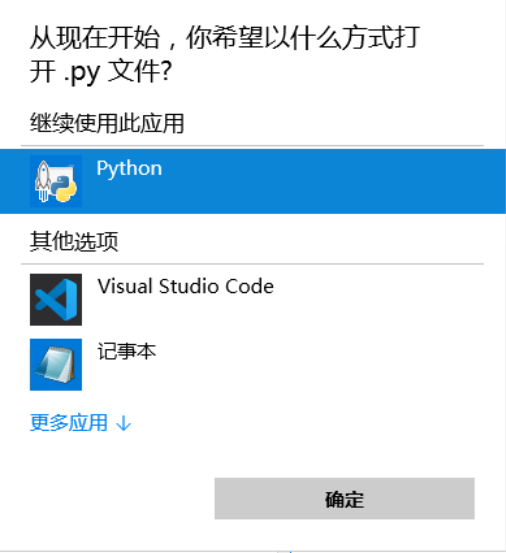 从现在开始，你希望以什么方式打
开 .py 文件?
继续使用此应用
Python
其他选项
Visual Studio Code
记事本
更多应用 ↓
确定